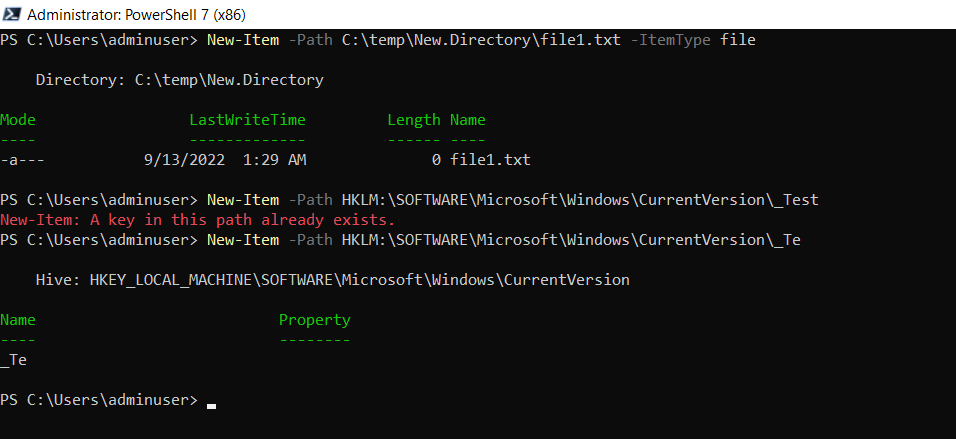 Administrator: PowerShell 7 (x86)
PS C:\Users\adminuser> New-Item -Path C:\temp\New.Directory\file1.txt -ItemType file
Directory: C:\temp\New.Directory
Mode LastWriteTime Length Name
---- ------------- ------ ----
-a--- 9/13/2022 1:29 AM 0 file1.txt
PS C:\Users\adminuser> New-Item -Path HKLM:\SOFTWARE\Microsoft\Windows\CurrentVersion\_Test
New-Item: A key in this path already exists.
PS C:\Users\adminuser> New-Item -Path HKLM:\SOFTWARE\Microsoft\Windows\CurrentVersion\_Te
Hive: HKEY_LOCAL_MACHINE\SOFTWARE\Microsoft\Windows\CurrentVersion
Name Property
---- --------
_Te
PS C:\Users\adminuser>